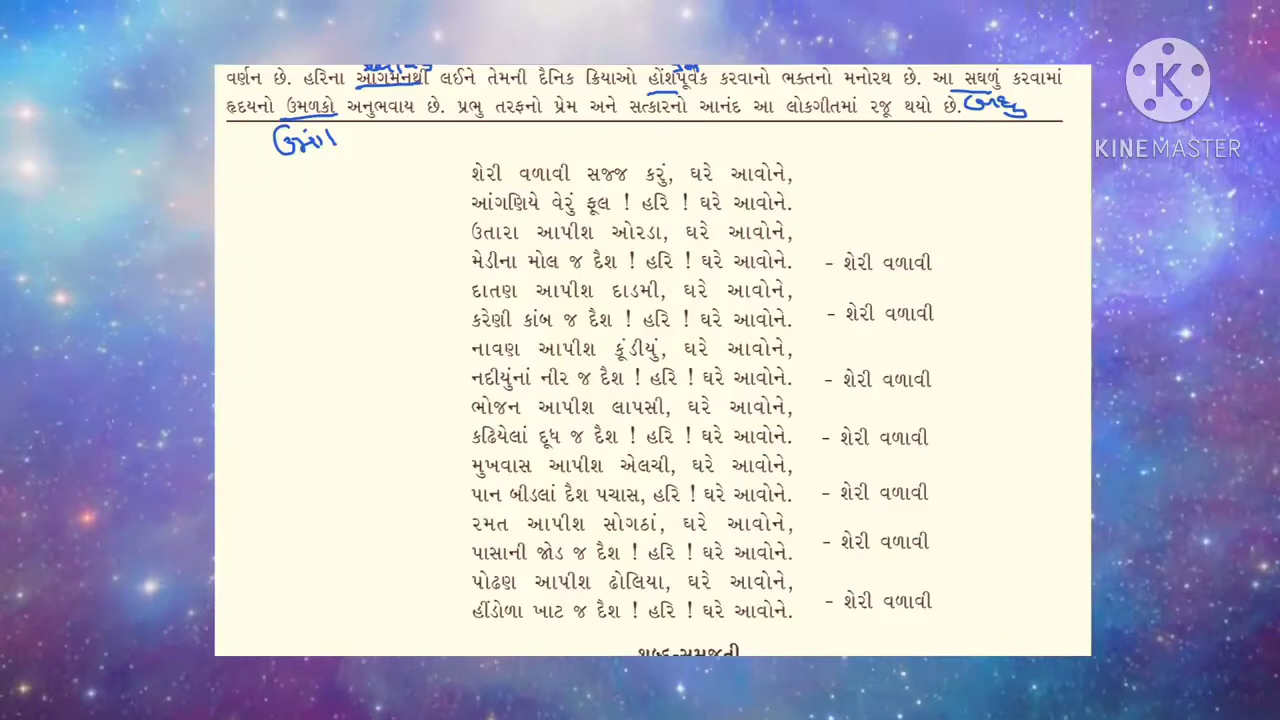 વર્ણન છે. હરિના આગમનથી લઈને તેમની દૈનિક ક્રિયાઓ હોંશપૂર્વક કરવાનો ભક્તનો મનોરથ છે. આ સઘળું કરવામાં
હૃદયનો ઉમળકો અનુભવાય છે. પ્રભુ તરફનો પ્રેમ અને સત્કારનો આનંદ આ લોકગીતમાં રજૂ થયો છે. બધુ
ઉમંગ
K
KINEMASTER
શેરી વળાવી સજ્જ કરું, ઘરે આવોને,
આંગણિયે વેરું ફૂલ ! હરિ ! ઘરે આવોને.
ઉતારા આપીશ ઓરડા, ઘરે આવોને,
મેડીના મોલ જ દૈશ ! હરિ ! ઘરે આવોને. - શેરી વળાવી
દાતણ આપીશ દાડમી, ઘરે આવોને,
કરેણી કાંબ જ દૈશ ! હરિ ! ઘરે આવોને. - શેરી વળાવી
નાવણ આપીશ કૂંડીયું, ઘરે આવોને,
નદીયુંનાં નીર જ દૈશ ! હરિ ! ઘરે આવોને. - શેરી વળાવી
ભોજન આપીશ લાપસી, ઘરે આવોને,
કઢિયેલાં દૂધ જ દૈશ ! હરિ ! ઘરે આવોને. - શેરી વળાવી
મુખવાસ આપીશ એલચી, ઘરે આવોને,
પાન બીડલાં દૈશ પચાસ, હરિ ! ઘરે આવોને. - શેરી વળાવી
રમત આપીશ સોગઠાં, ઘરે આવોને,
પાસાની જોડ જ દૈશ ! હરિ ! ઘરે આવોને. - શેરી વળાવી
પોઢણ આપીશ ઢોલિયા, ઘરે આવોને,
હીંડોળા ખાટ જ દૈશ ! હરિ ! ઘરે આવોને. - શેરી વળાવી
શબ્દ-સમજૂતી